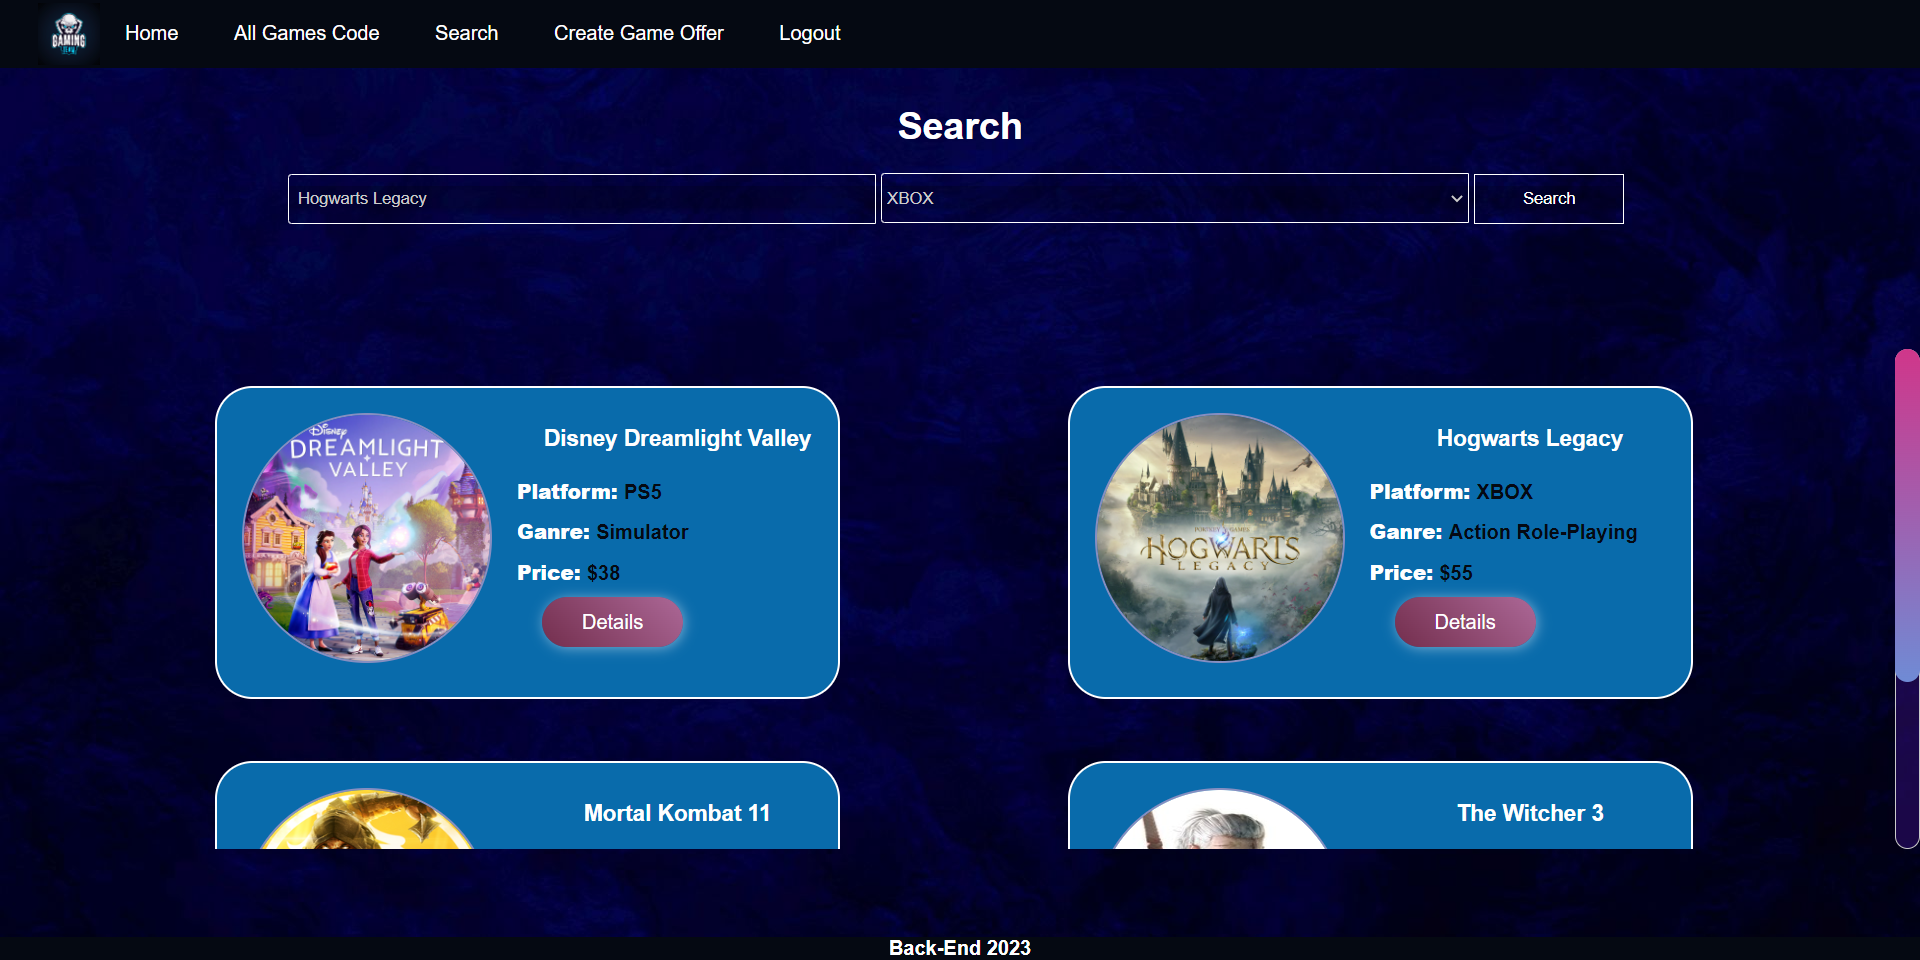 GAMING
Home
All Games Code
Search
Create Game Offer
Logout
Search
Hogwarts Legacy
XBOX
Search
Disney
DREAMLIGHT
VALLEY
Disney Dreamlight Valley
Platform: PS5
Ganre: Simulator
Price: $38
Details
HOGWARTS
LEGACY
Hogwarts Legacy
Platform: XBOX
Ganre: Action Role-Playing
Price: $55
Details
Mortal Kombat 11
The Witcher 3
Back-End 2023